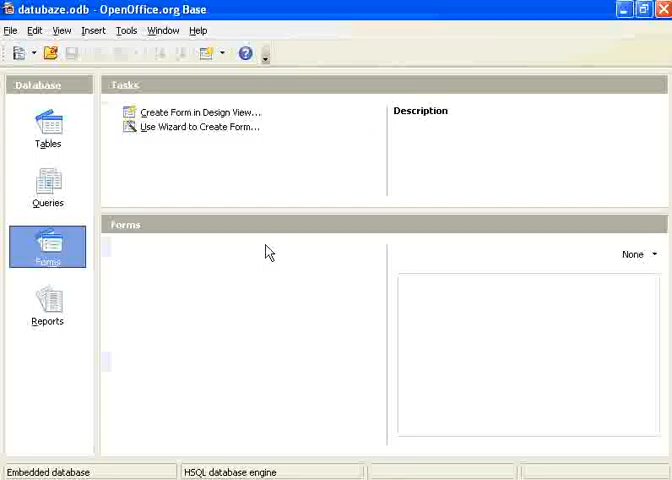 datubaze.odb - OpenOffice.org Base
File Edit View Insert Tools Window Help
Database
Tables
Queries
Forms
Reports
Tasks
Create Form in Design View...
Use Wizard to Create Form...
Description
Forms
None
Embedded database
HSQL database engine